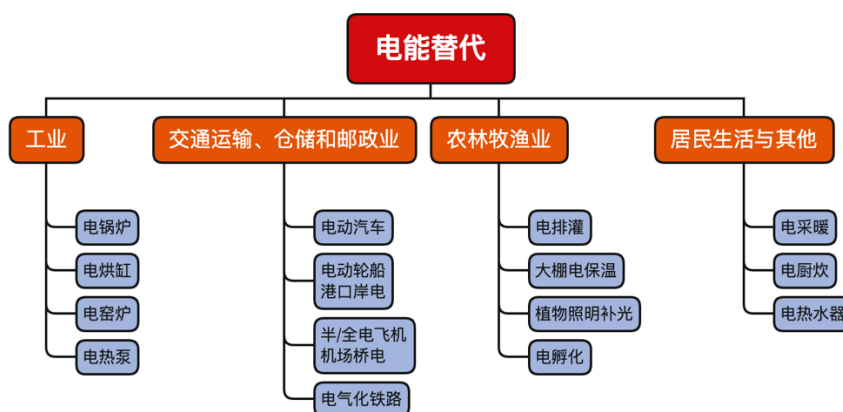 电能替代
工业
交通运输、仓储和邮政业
农林牧渔业
居民生活与其他
电锅炉
电烘缸
电窑炉
电热泵
电动汽车
电动轮船
港口岸电
半/全电飞机
机场桥电
电气化铁路
电排灌
大棚电保温
植物照明补光
电孵化
电采暖
电厨炊
电热水器